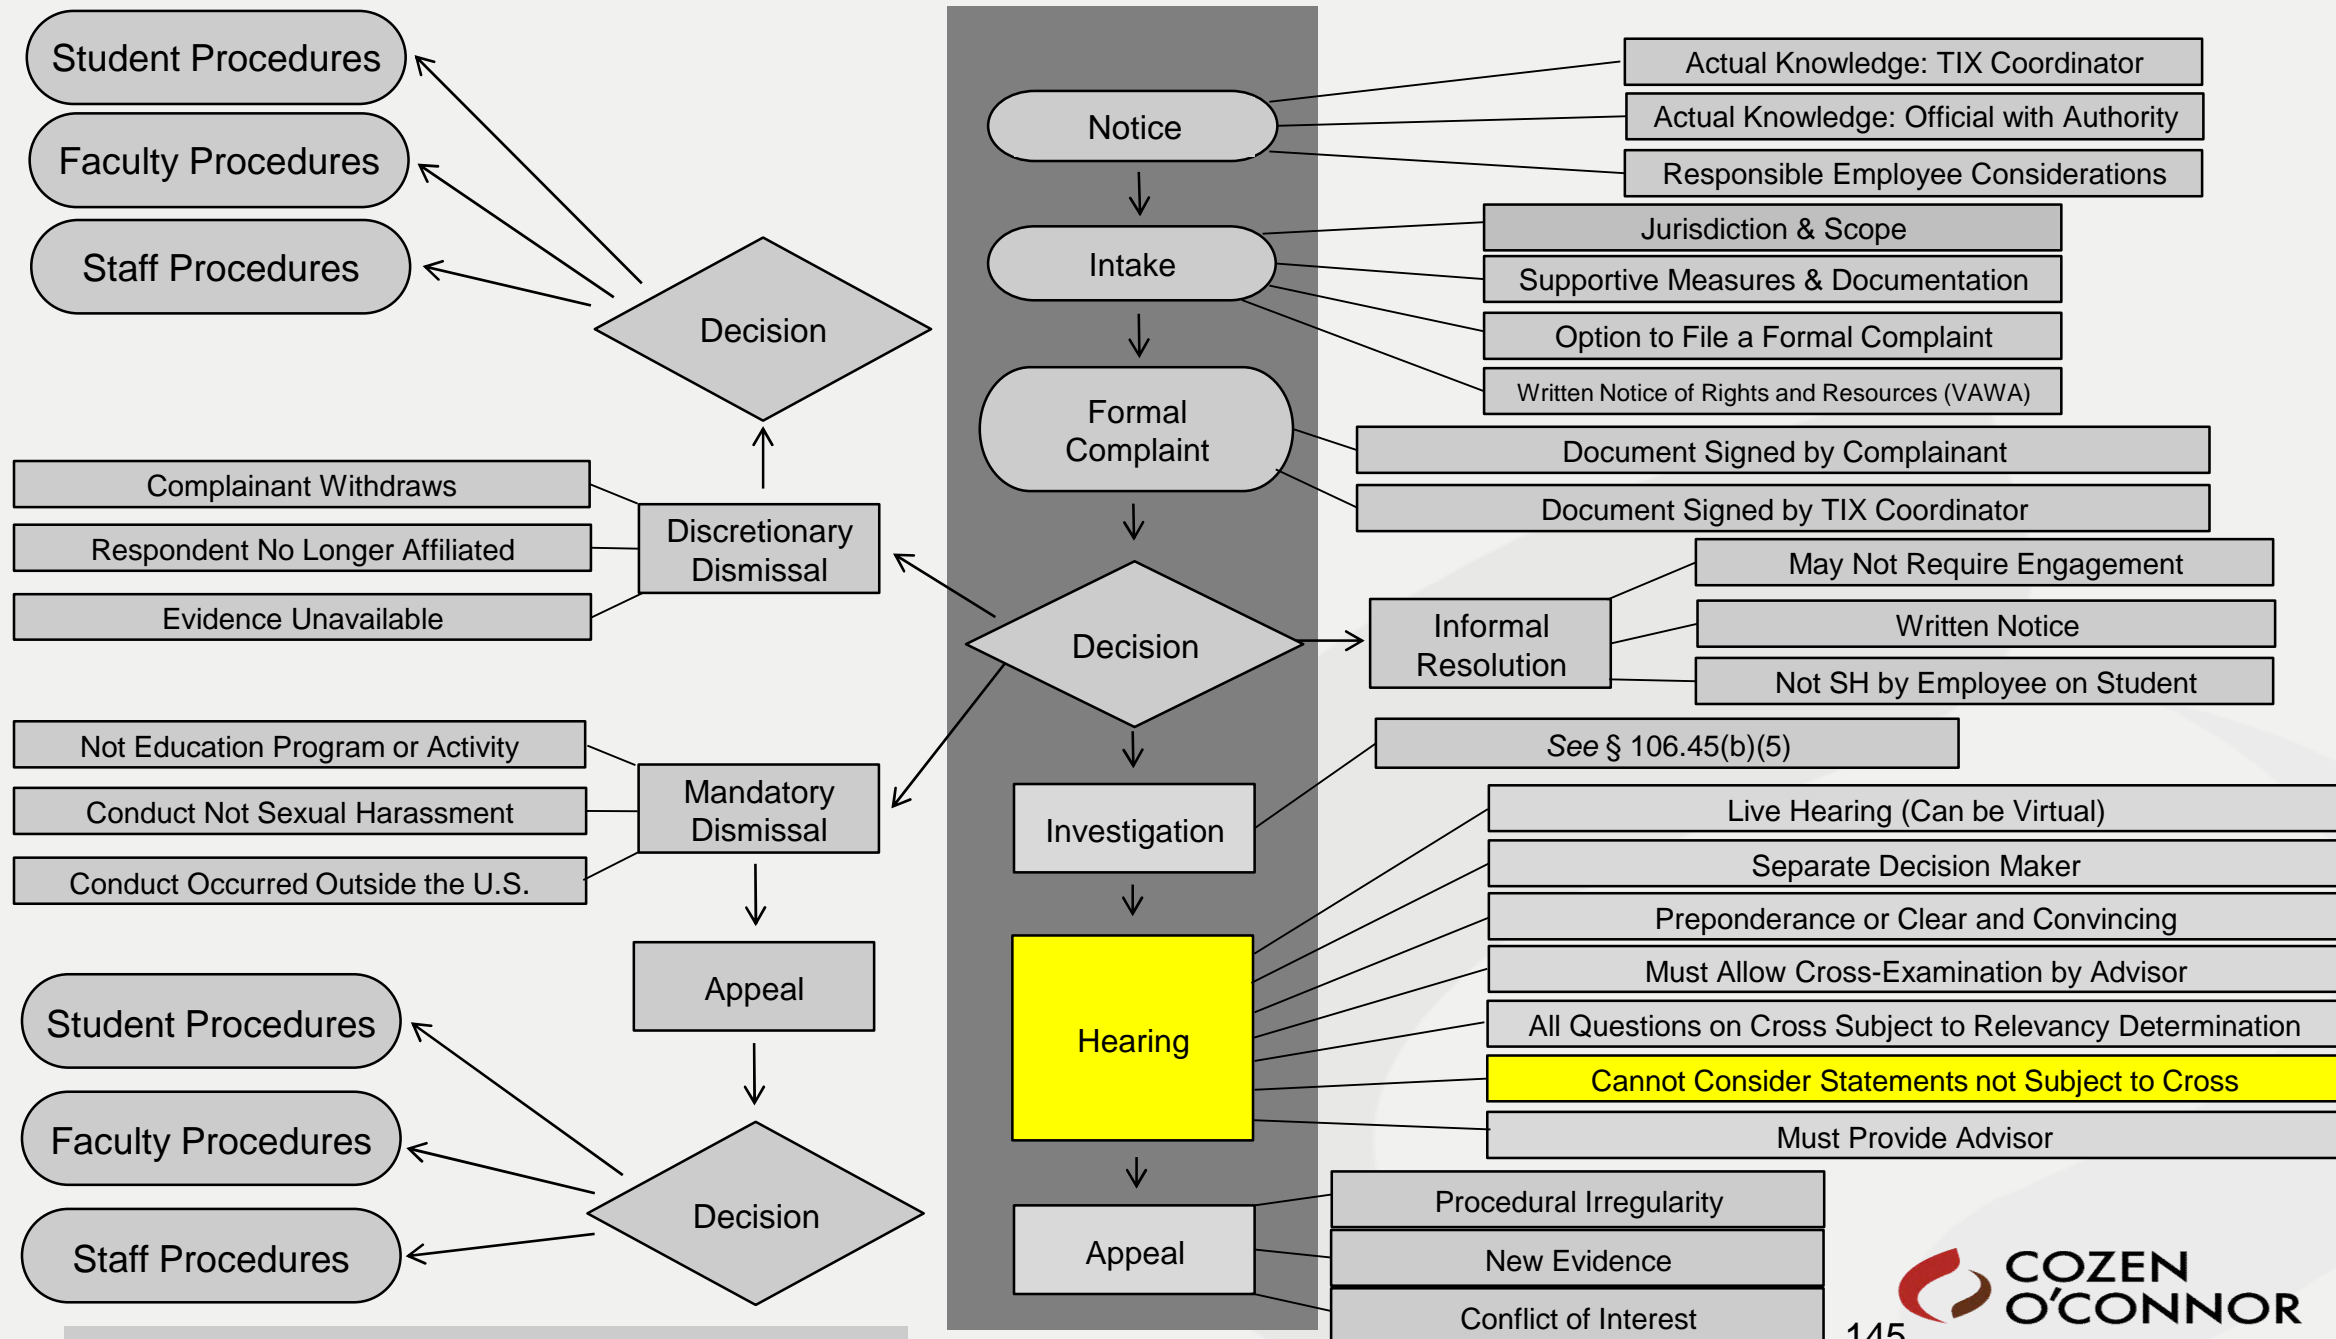 Student Procedures
Faculty Procedures
Staff Procedures
Decision
Complainant Withdraws
Respondent No Longer Affiliated
Evidence Unavailable
Discretionary
Dismissal
Not Education Program or Activity
Conduct Not Sexual Harassment
Conduct Occurred Outside the U.S.
Mandatory
Dismissal
Appeal
Student Procedures
Faculty Procedures
Staff Procedures
Decision
Notice
Intake
Formal
Complaint
Decision
Investigation
Hearing
Appeal
Actual Knowledge: TIX Coordinator
Actual Knowledge: Official with Authority
Responsible Employee Considerations
Jurisdiction & Scope
Supportive Measures & Documentation
Option to File a Formal Complaint
Written Notice of Rights and Resources (VAWA)
Document Signed by Complainant
Document Signed by TIX Coordinator
Informal
Resolution
May Not Require Engagement
Written Notice
Not SH by Employee on Student
See § 106.45(b)(5)
Live Hearing (Can be Virtual)
Separate Decision Maker
Preponderance or Clear and Convincing
Must Allow Cross-Examination by Advisor
All Questions on Cross Subject to Relevancy Determination
Cannot Consider Statements not Subject to Cross
Must Provide Advisor
Procedural Irregularity
New Evidence
Conflict of Interest
COZEN
O'CONNOR
145